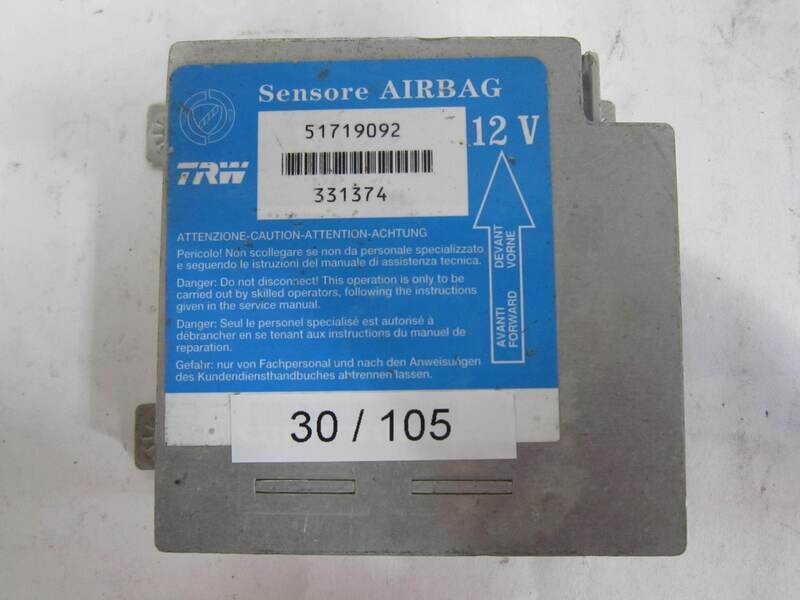 Sensore AIRBAG
51719092
12 V
TRW
331374
ATTENZIONE-CAUTION-ATTENTION-ACHTUNG
Pericolo! Non scollegare se non da personale specializzato
e seguendo le istruzioni del manuale di assistenza tecnica.
Danger: Do not disconnect! This operation is only to be
carried out by skilled operators, following the instructions
given in the service manual.
Danger: Seul le personel specialisé est autorisé à
débrancher en se tenant aux instructions du manuel de
reparation.
Gefahr: nur von Fachpersonal und nach den Anweisungen
des Kundendiensthandbuches abtrennen lassen.
AVANTI DEVANT
FORWARD VORNE
30 / 105